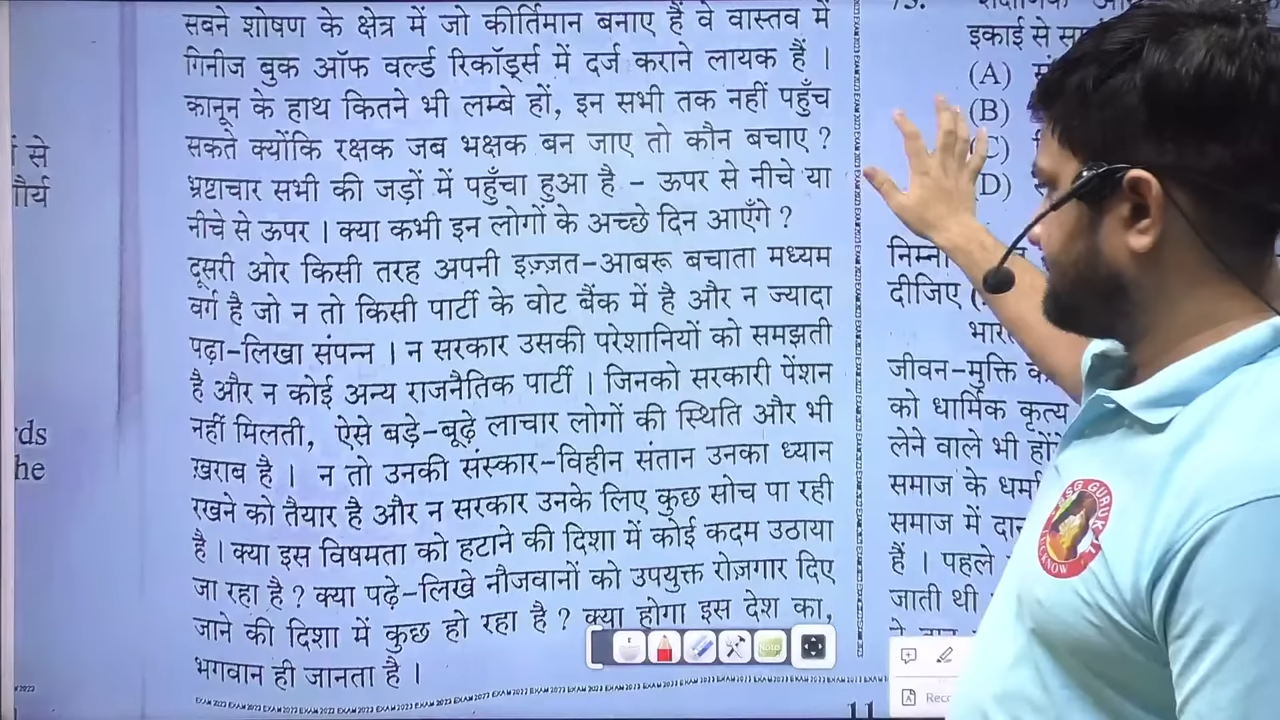 सबने शोषण के क्षेत्र में जो कीर्तिमान बनाए हैं वे वास्तव में
गिनीज बुक ऑफ वर्ल्ड रिकॉर्ड्स में दर्ज कराने लायक हैं ।
कानून के हाथ कितने भी लम्बे हों, इन सभी तक नहीं पहुँच
सकते क्योंकि रक्षक जब भक्षक बन जाए तो कौन बचाए ?
भ्रष्टाचार सभी की जड़ों में पहुँचा हुआ है – ऊपर से नीचे या
नीचे से ऊपर । क्या कभी इन लोगों के अच्छे दिन आएँगे ?
दूसरी ओर किसी तरह अपनी इज़्ज़त-आबरू बचाता मध्यम
वर्ग है जो न तो किसी पार्टी के वोट बैंक में है और न ज्यादा
पढ़ा-लिखा संपन्न । न सरकार उसकी परेशानियों को समझती
है और न कोई अन्य राजनैतिक पार्टी । जिनको सरकारी पेंशन
नहीं मिलती, ऐसे बड़े-बूढ़े लाचार लोगों की स्थिति और भी
ख़राब है । न तो उनकी संस्कार-विहीन संतान उनका ध्यान
रखने को तैयार है और न सरकार उनके लिए कुछ सोच पा रही
है । क्या इस विषमता को हटाने की दिशा में कोई कदम उठाया
जा रहा है ? क्या पढ़े-लिखे नौजवानों को उपयुक्त रोज़गार दिए
जाने की दिशा में कुछ हो रहा है ? क्या होगा इस देश का,
भगवान ही जानता है ।
से
ds
he
इकाई से
(A)
(B)
(C)
(D)
दीजिए
जीवन-मुक्ति
को धार्मिक कृत्य
लेने वाले भी
समाज के
समाज में
हैं । पहले
जाती थी
Note
11